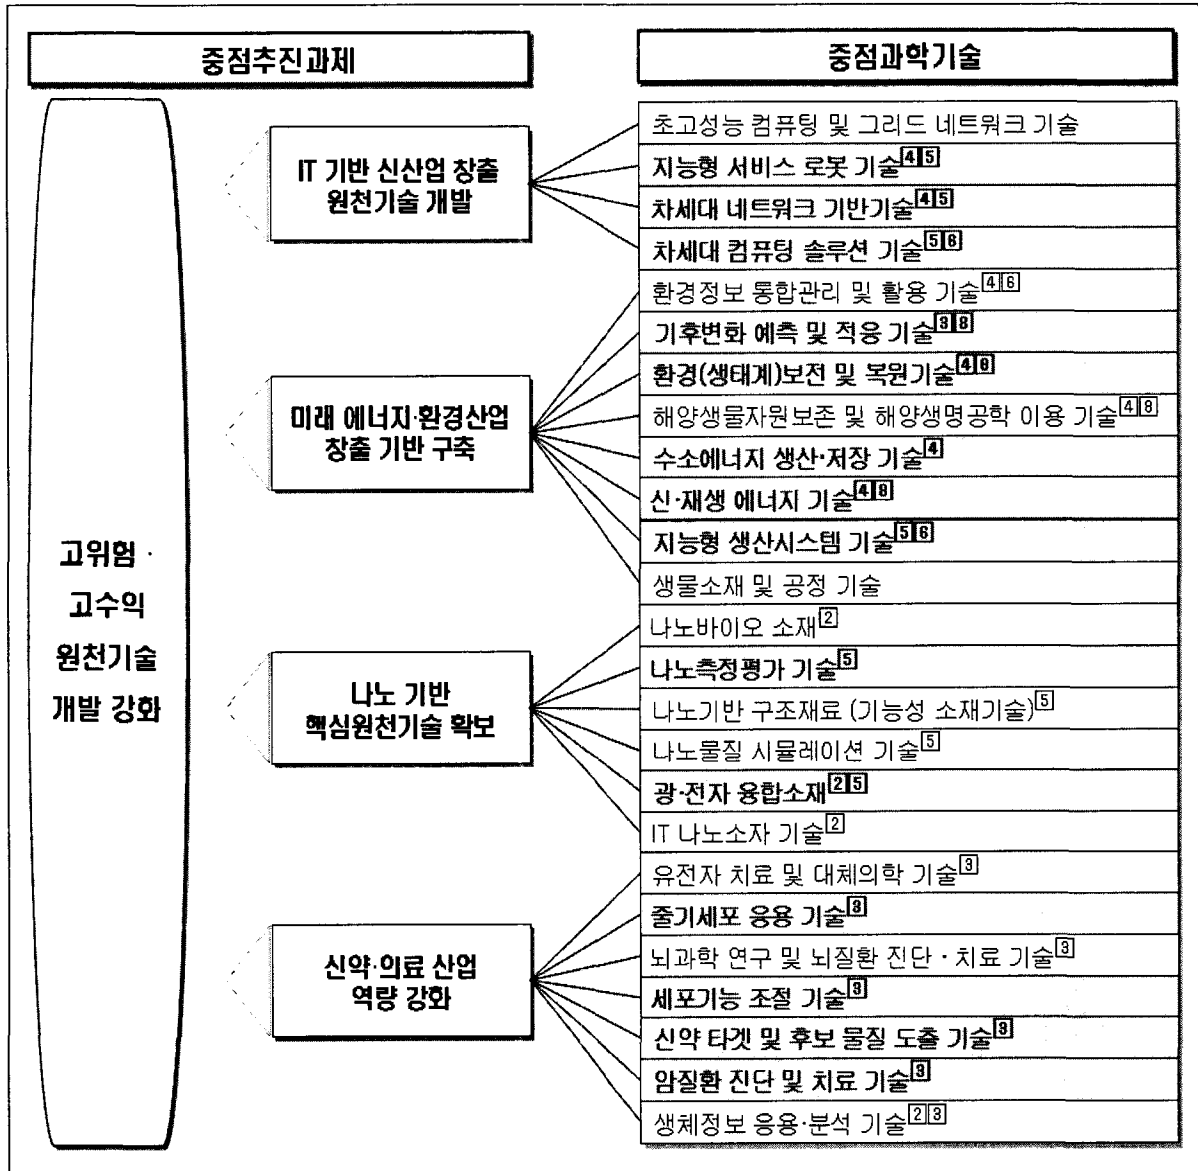 중점추진과제
중점과학기술
고위험·
고수익
원천기술
개발 강화
IT 기반 신산업 창출
원천기술 개발
초고성능 컴퓨팅 및 그리드 네트워크 기술
지능형 서비스 로봇 기술[4][5]
차세대 네트워크 기반기술[4][5]
차세대 컴퓨팅 솔루션 기술[5][6]
미래 에너지·환경산업
창출 기반 구축
환경정보 통합관리 및 활용 기술[4][6]
기후변화 예측 및 적응 기술[3][8]
환경(생태계)보전 및 복원기술[4][8]
해양생물자원보존 및 해양생명공학 이용 기술[4][8]
수소에너지 생산·저장 기술[4]
신·재생 에너지 기술[4][8]
지능형 생산시스템 기술[5][6]
생물소재 및 공정 기술
나노 기반
핵심원천기술 확보
나노바이오 소재[2]
나노측정평가 기술[5]
나노기반 구조재료 (기능성 소재기술)[5]
나노물질 시뮬레이션 기술[5]
광·전자 융합소재[2][5]
IT 나노소자 기술[2]
신약·의료 산업
역량 강화
유전자 치료 및 대체의학 기술[3]
줄기세포 응용 기술[3]
뇌과학 연구 및 뇌질환 진단·치료 기술[3]
세포기능 조절 기술[3]
신약 타겟 및 후보 물질 도출 기술[3]
암질환 진단 및 치료 기술[3]
생체정보 응용·분석 기술[2][3]